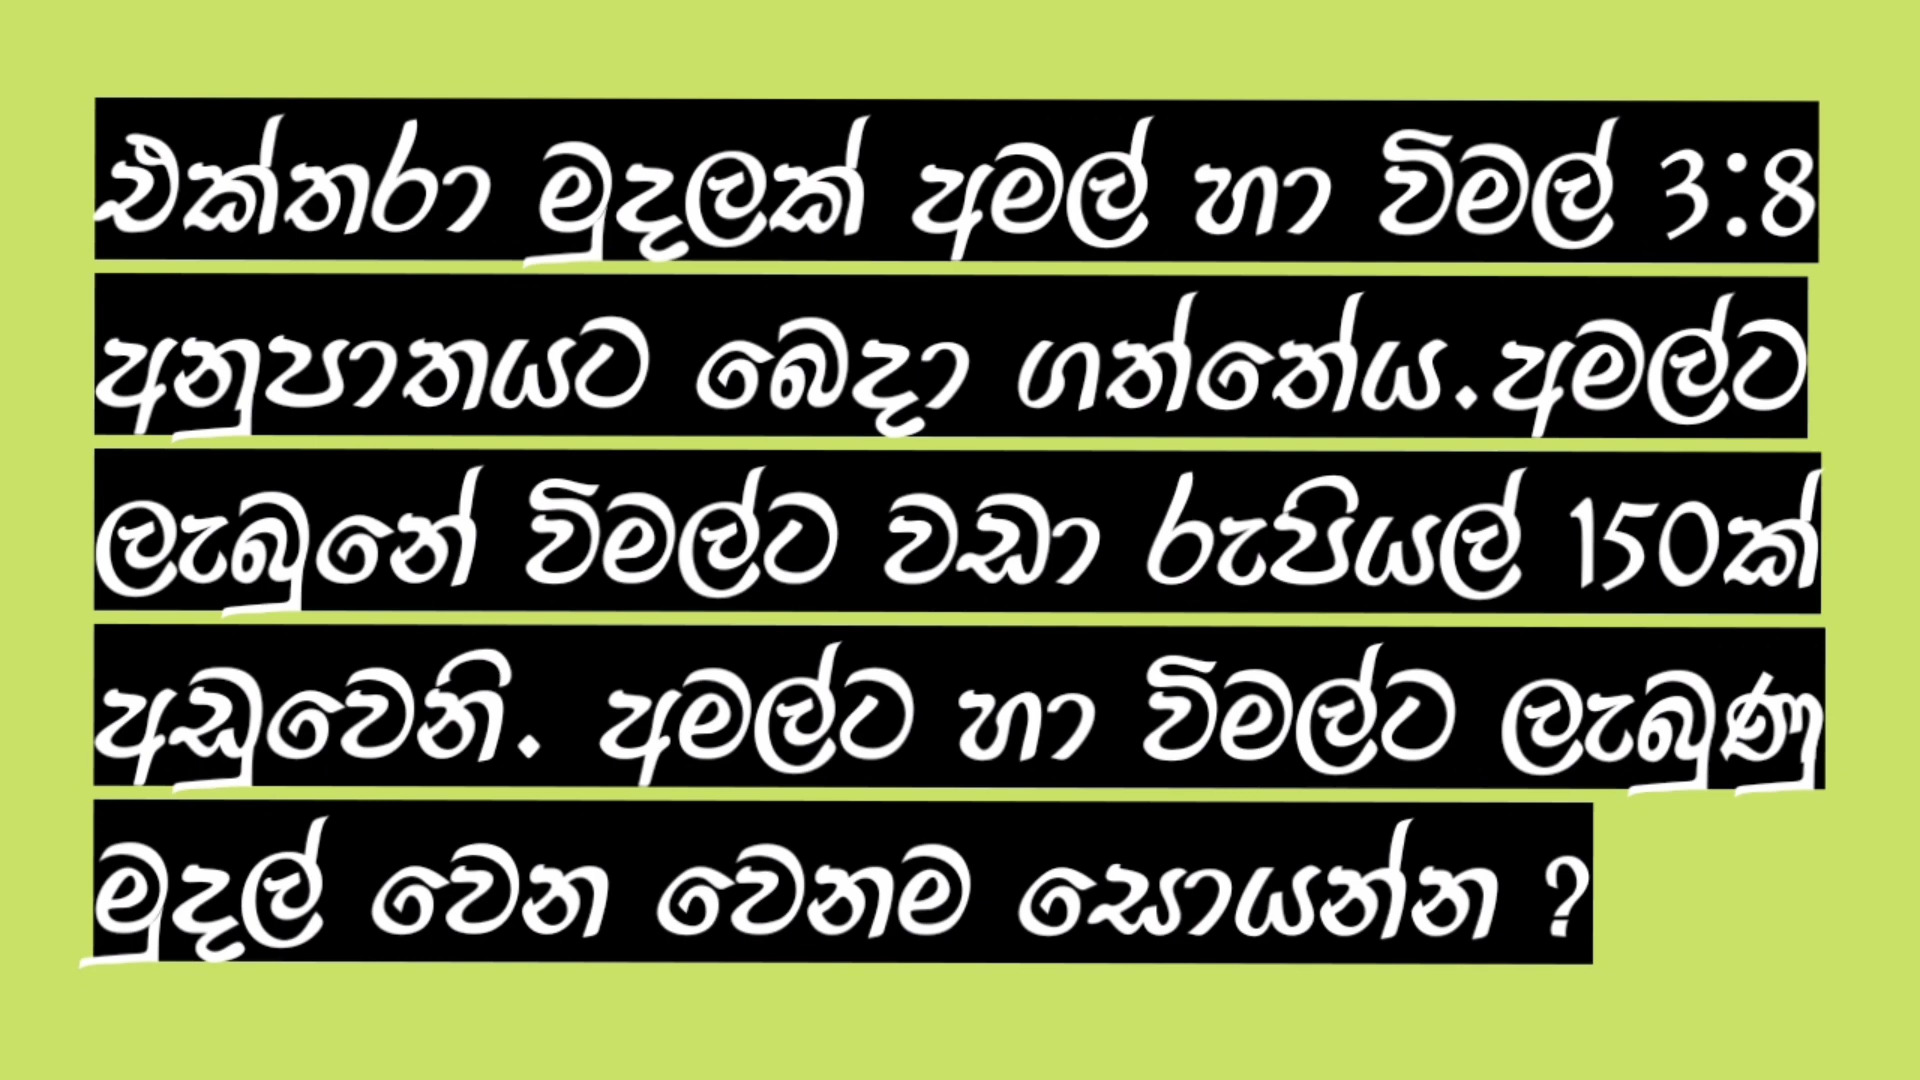 එක්තරා මුදලක් අමල් හා විමල් 3:8
අනුපාතයට බෙදා ගත්තේය.අමල්ට
ලැබුනේ විමල්ට වඩා රුපියල් 150ක්
අඩුවෙනි. අමල්ට හා විමල්ට ලැබුණු
මුදල් වෙන වෙනම සොයන්න ?